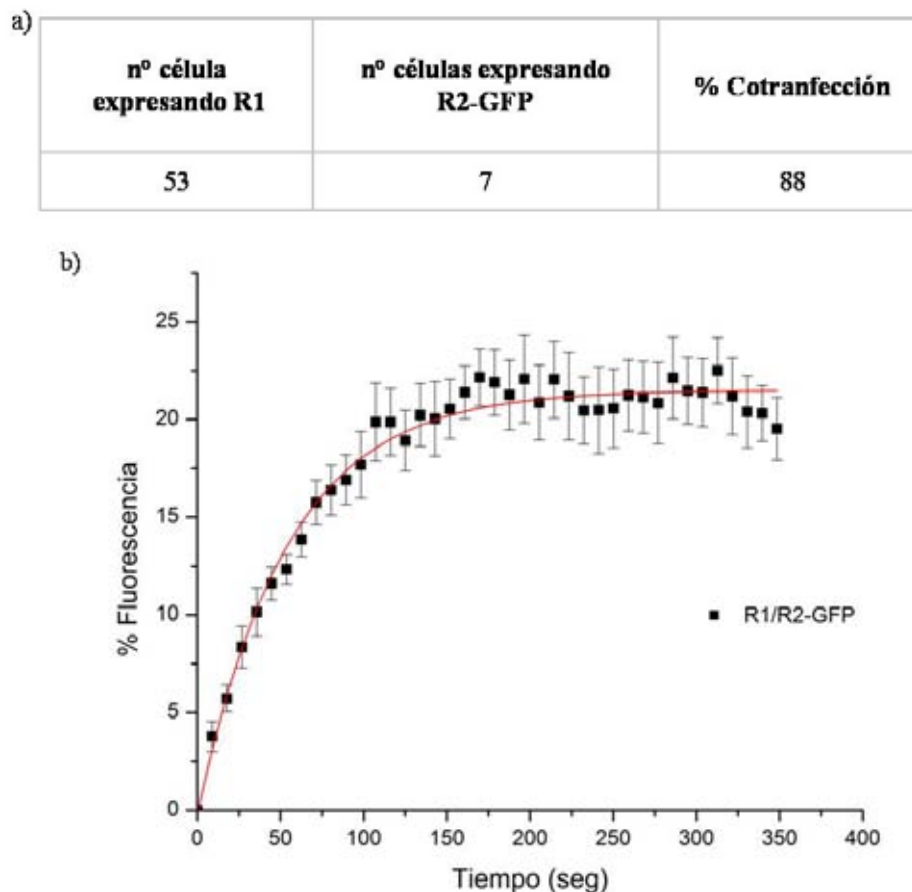 a)
nº célula
expresando R1
nº células expresando
R2-GFP
% Cotranfección
53
7
88
b)
25
20
15
10
5
0
% Fluorescencia
R1/R2-GFP
0
50
100
150
200
250
300
350
400
Tiempo (seg)